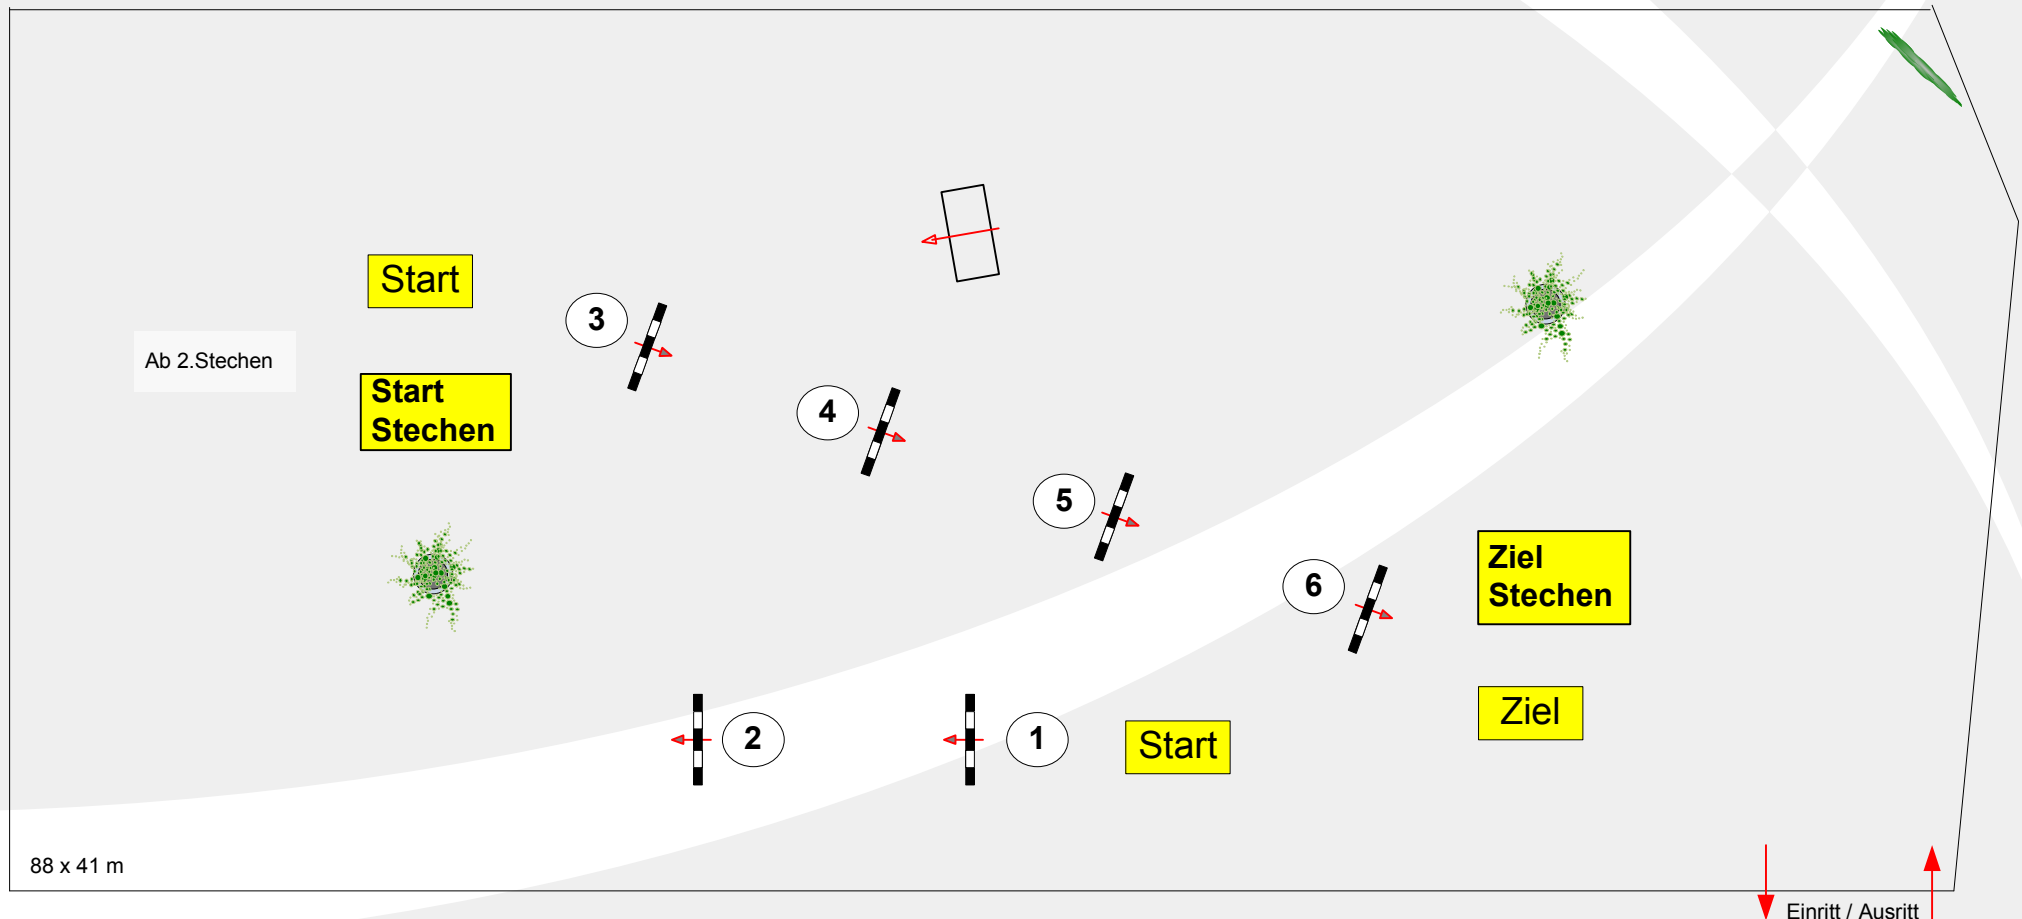 Start
3
Ab 2.Stechen
Start
Stechen
4
5
Ziel
Stechen
6
Ziel
2
1
Start
88 x 41 m
Einritt / Ausritt